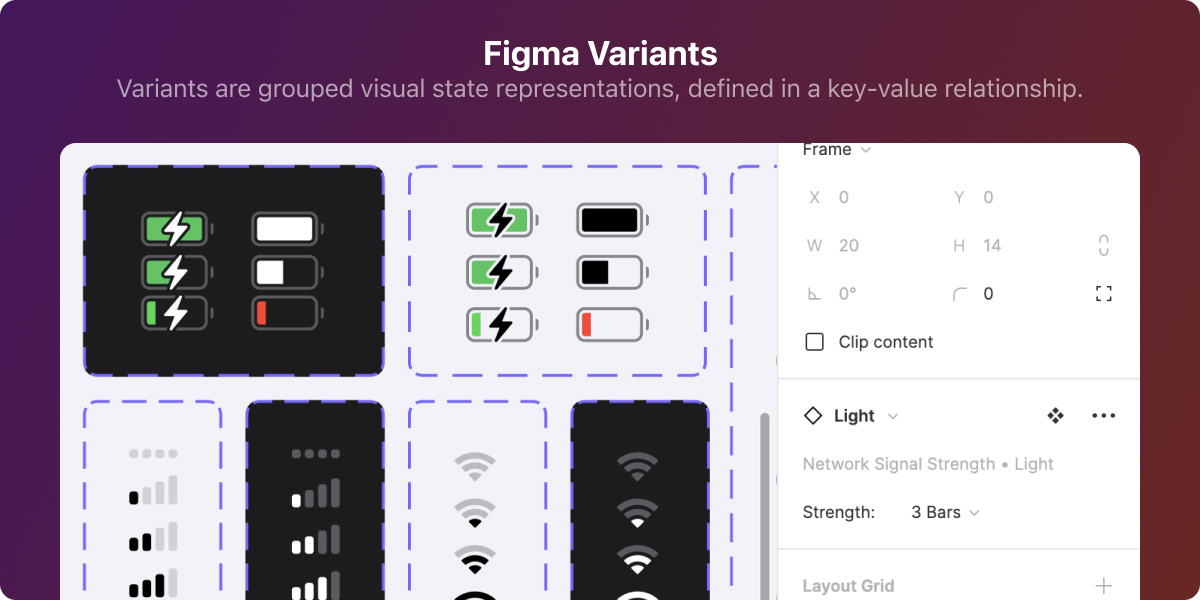 Figma Variants
Variants are grouped visual state representations, defined in a key-value relationship.
Frame
X 0 Y 0
W 20 H 14
0° 0
Clip content
Light
Network Signal Strength • Light
Strength: 3 Bars
Layout Grid